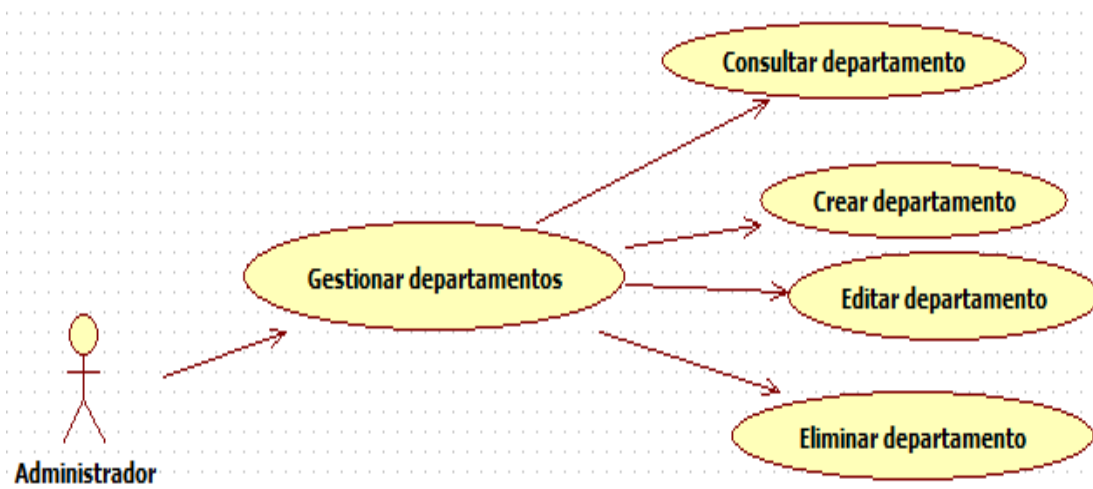 Consultar departamento
Crear departamento
Gestionar departamentos
Editar departamento
Eliminar departamento
Administrador